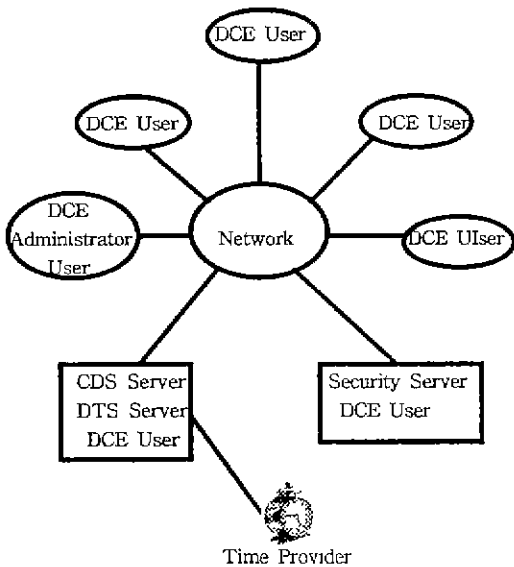 DCE User
DCE User
DCE User
DCE
Administrator
User
Network
DCE UIser
CDS Server
DTS Server
DCE User
Security Server
DCE User
Time Provider